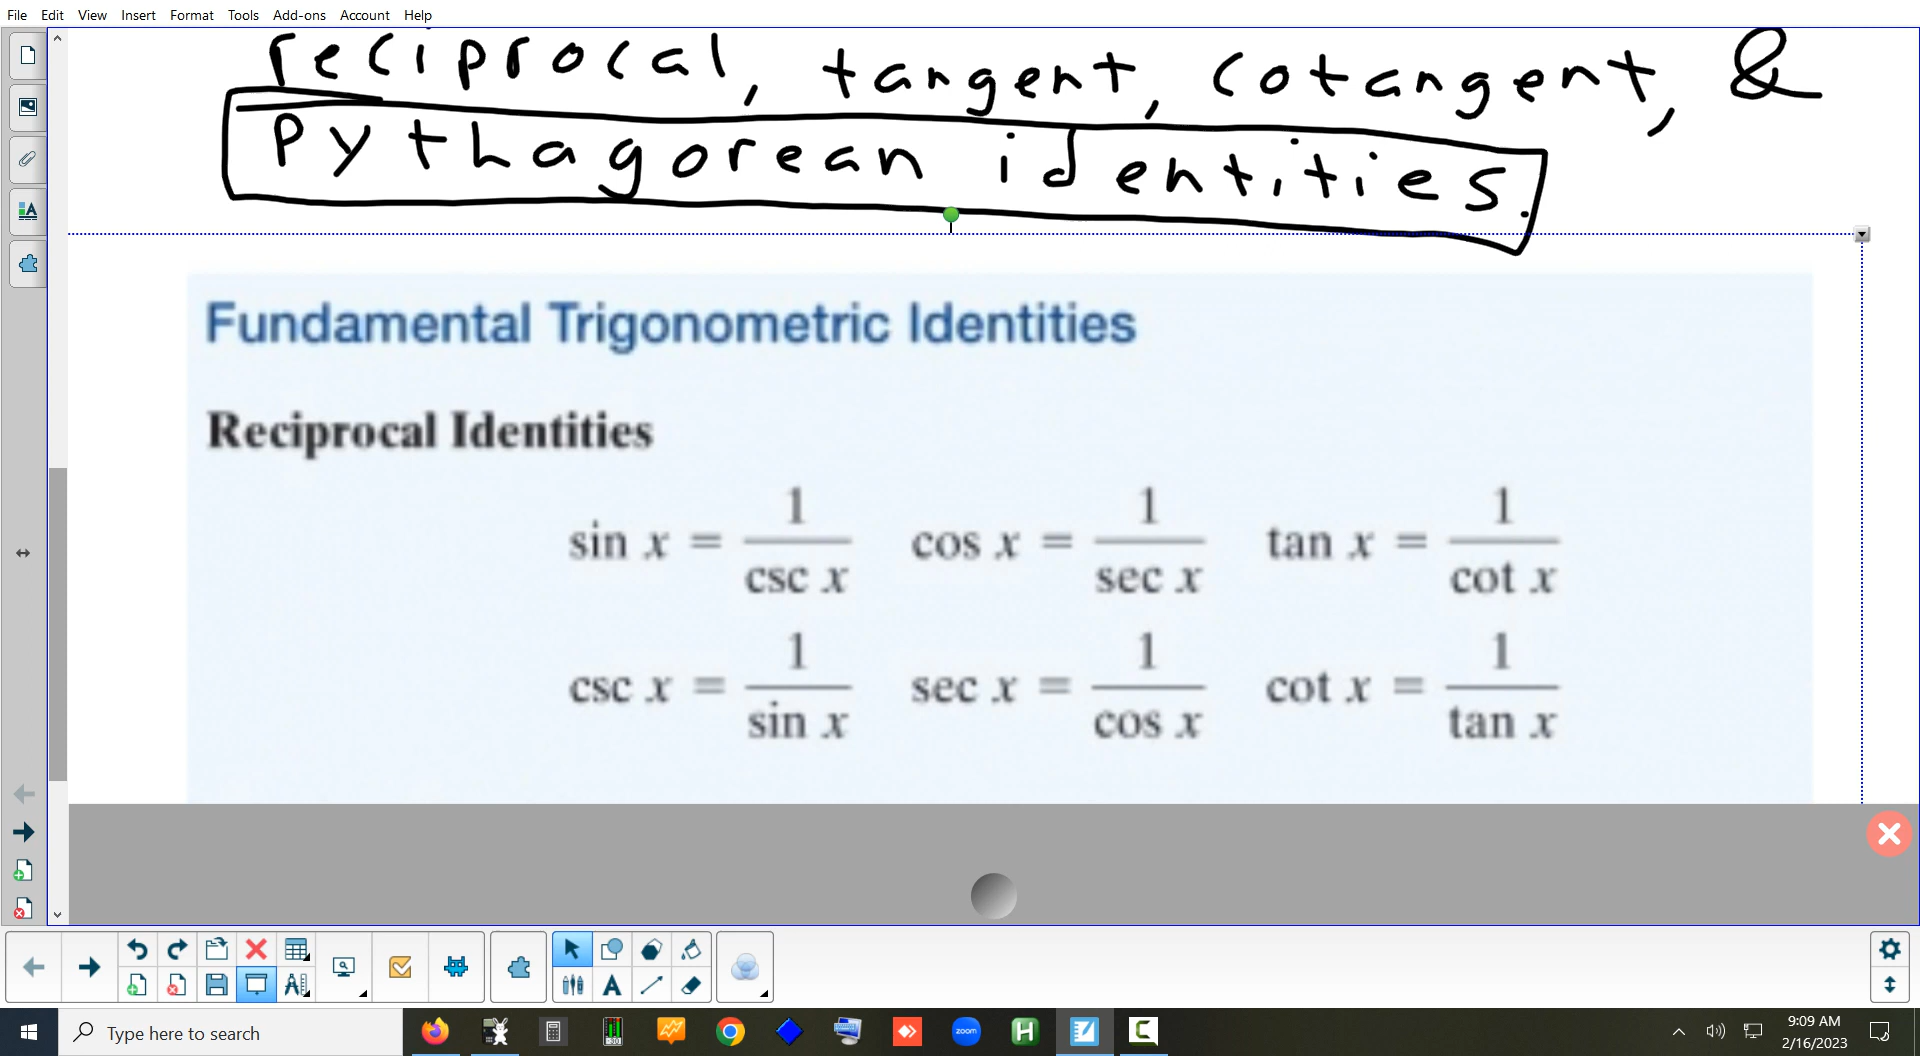 File Edit View Insert Format Tools Add-ons Account Help
reciprocal, tangent, cotangent, &
Pythagorean identities.
Fundamental Trigonometric Identities
Reciprocal Identities
sin x = 1/csc x cos x = 1/sec x tan x = 1/cot x
csc x = 1/sin x sec x = 1/cos x cot x = 1/tan x
Type here to search
zoom
H
C
9:09 AM
2/16/2023